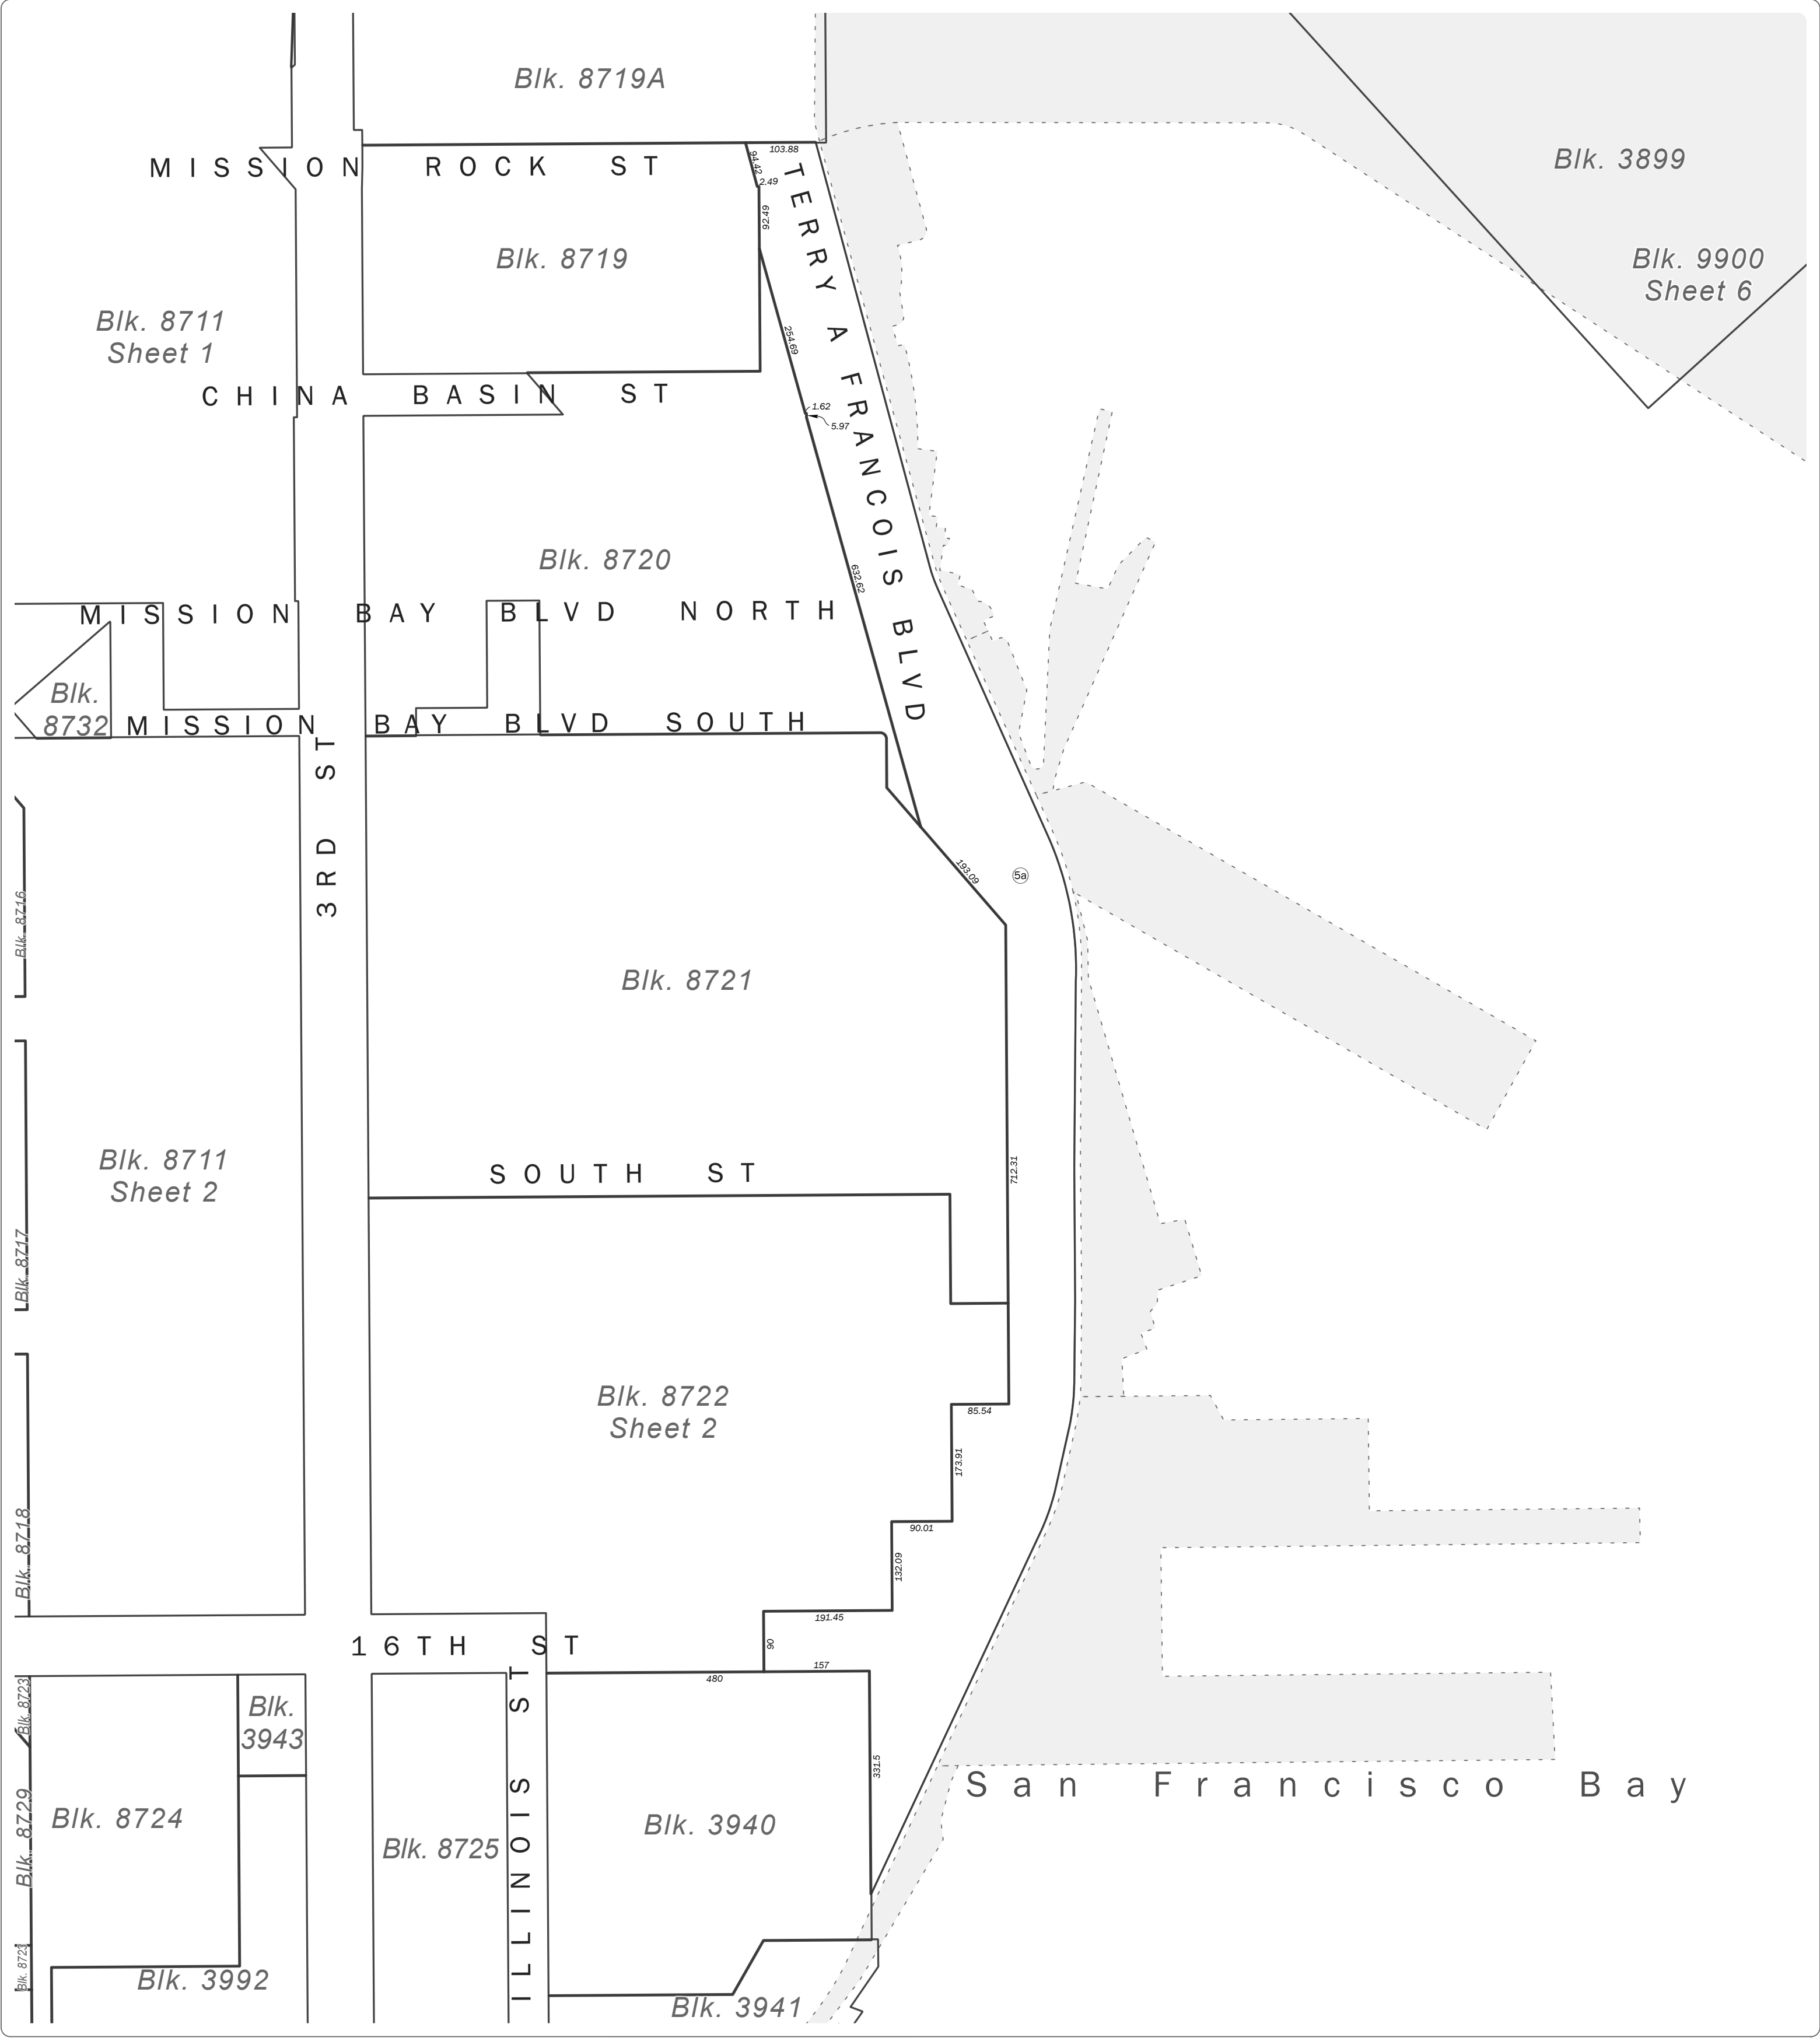 Blk. 8719A
103.88
MISSION ROCK ST
94.42
2.49
Blk. 3899
92.49
Blk. 8719
Blk. 9900
Sheet 6
TERRY A FRANCOIS BLVD
Blk. 8711
Sheet 1
254.69
CHINA BASIN ST
1.62
5.97
Blk. 8720
632.62
MISSION BAY BLVD NORTH
Blk.
8732
MISSION BAY BLVD SOUTH
3RD ST
193.09
5a
Blk. 8716
Blk. 8721
Blk. 8711
Sheet 2
SOUTH ST
712.31
Blk. 8717
Blk. 8722
Sheet 2
85.54
173.91
90.01
Blk. 8718
132.09
191.45
90
16TH ST
157
480
Blk. 8723
Blk.
3943
ILLINOIS ST
331.5
San Francisco Bay
Blk. 8729
Blk. 8724
Blk. 8725
Blk. 3940
Blk. 8723
Blk. 3992
Blk. 3941